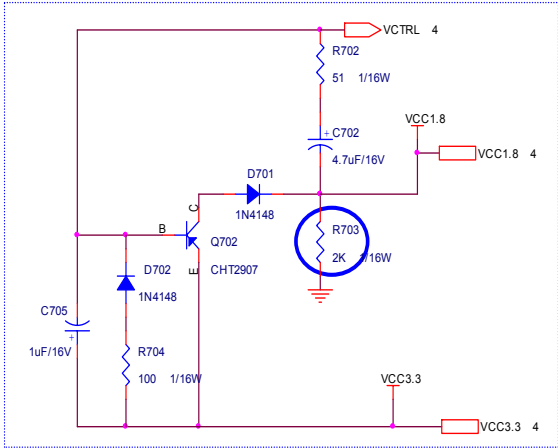 VCTRL 4
R702
51 1/16W
VCC1.8
C702
+
4.7uF/16V
VCC1.8 4
D701
1N4148
C
B
Q702
E
CHT2907
R703
2K 1/16W
D702
1N4148
C705
+
1uF/16V
R704
100 1/16W
VCC3.3
VCC3.3 4